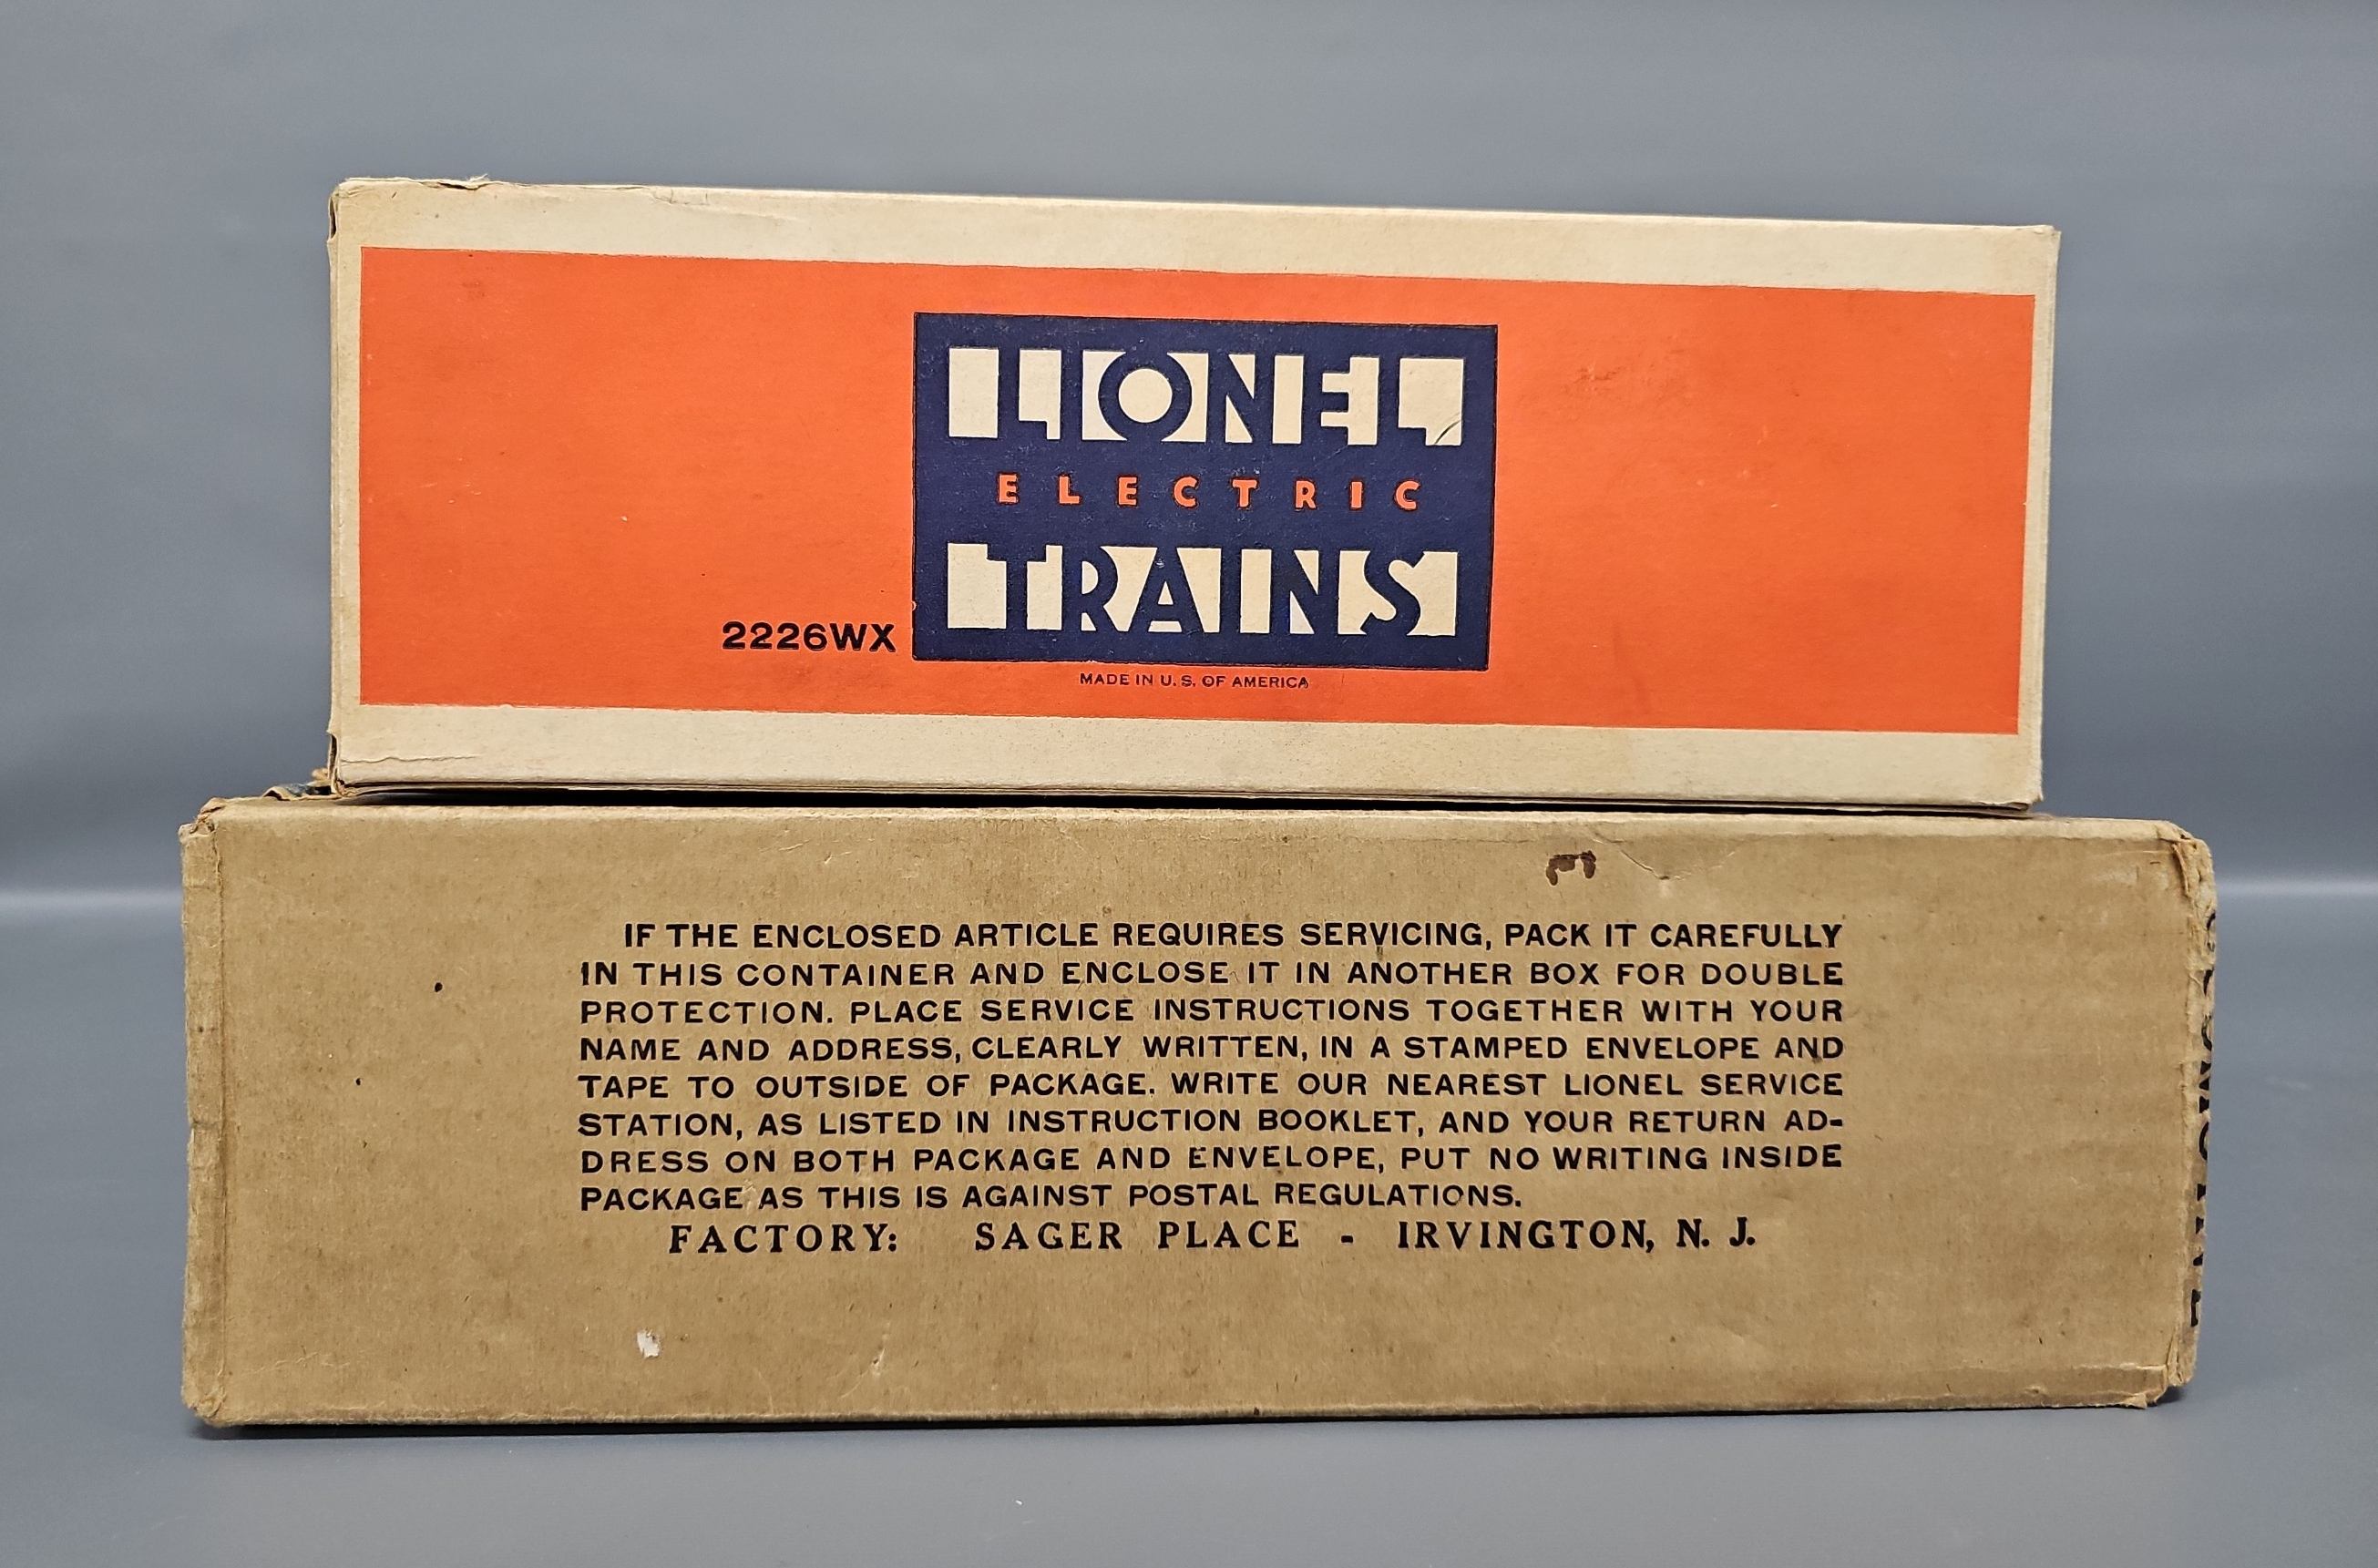 LIONEL
ELECTRIC
TRAINS
2226WX
MADE IN U.S. OF AMERICA
IF THE ENCLOSED ARTICLE REQUIRES SERVICING, PACK IT CAREFULLY
IN THIS CONTAINER AND ENCLOSE IT IN ANOTHER BOX FOR DOUBLE
PROTECTION. PLACE SERVICE INSTRUCTIONS TOGETHER WITH YOUR
NAME AND ADDRESS, CLEARLY WRITTEN, IN A STAMPED ENVELOPE AND
TAPE TO OUTSIDE OF PACKAGE. WRITE OUR NEAREST LIONEL SERVICE
STATION, AS LISTED IN INSTRUCTION BOOKLET, AND YOUR RETURN AD-
DRESS ON BOTH PACKAGE AND ENVELOPE, PUT NO WRITING INSIDE
PACKAGE AS THIS IS AGAINST POSTAL REGULATIONS.
FACTORY: SAGER PLACE - IRVINGTON, N. J.